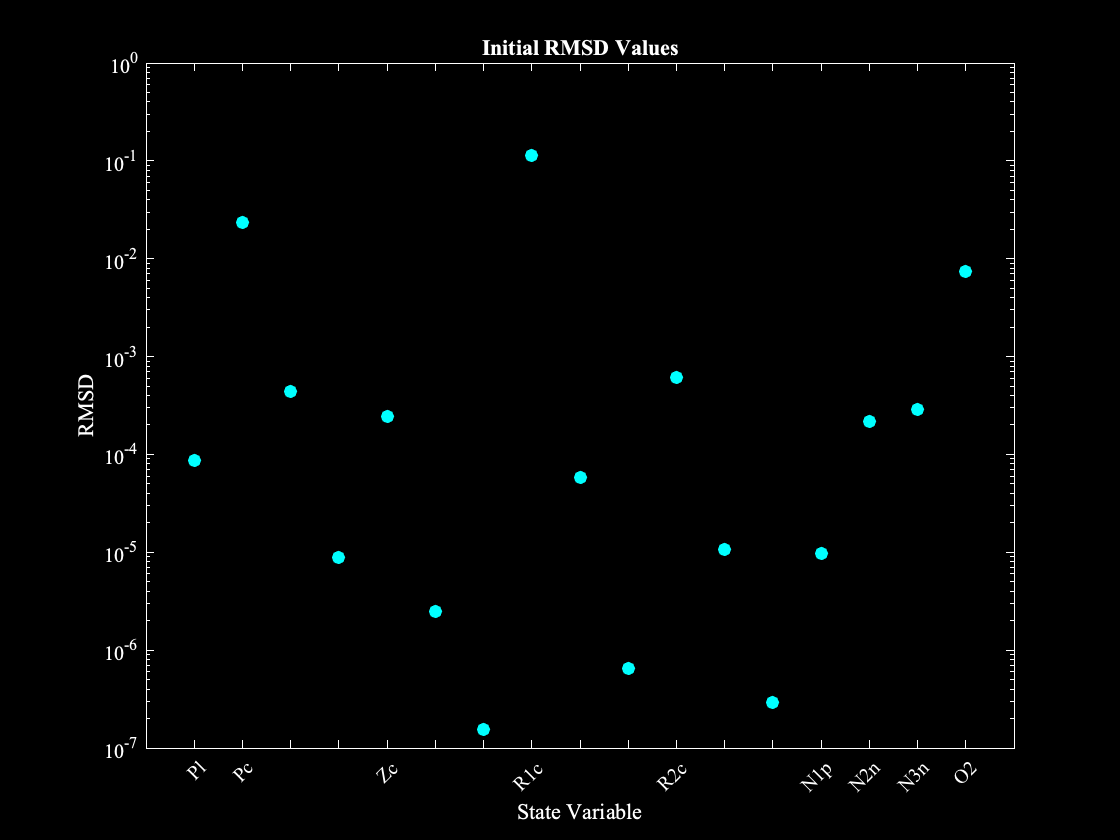 Initial RMSD Values
10^0
10^-1
10^-2
10^-3
10^-4
10^-5
10^-6
10^-7
RMSD
Pl
Pc
Zc
R1c
R2c
N1p
N2n
N3n
O2
State Variable